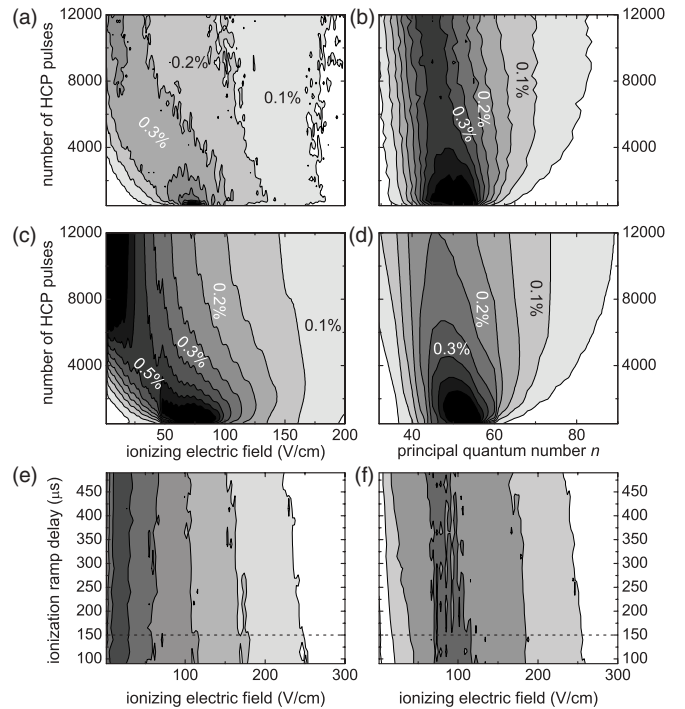 (a)
(b)
number of HCP pulses
12000
8000
4000
0.2%
0.1%
0.3%
0.1%
0.2%
0.3%
12000
8000
4000
(c)
(d)
number of HCP pulses
12000
8000
4000
0.2%
0.1%
0.3%
0.5%
0.1%
0.2%
0.3%
12000
8000
4000
50 100 150 200
40 60 80
ionizing electric field (V/cm)
principal quantum number n
(e)
(f)
ionization ramp delay (μs)
450
400
350
300
250
200
150
100
450
400
350
300
250
200
150
100
100 200 300
100 200 300
ionizing electric field (V/cm)
ionizing electric field (V/cm)